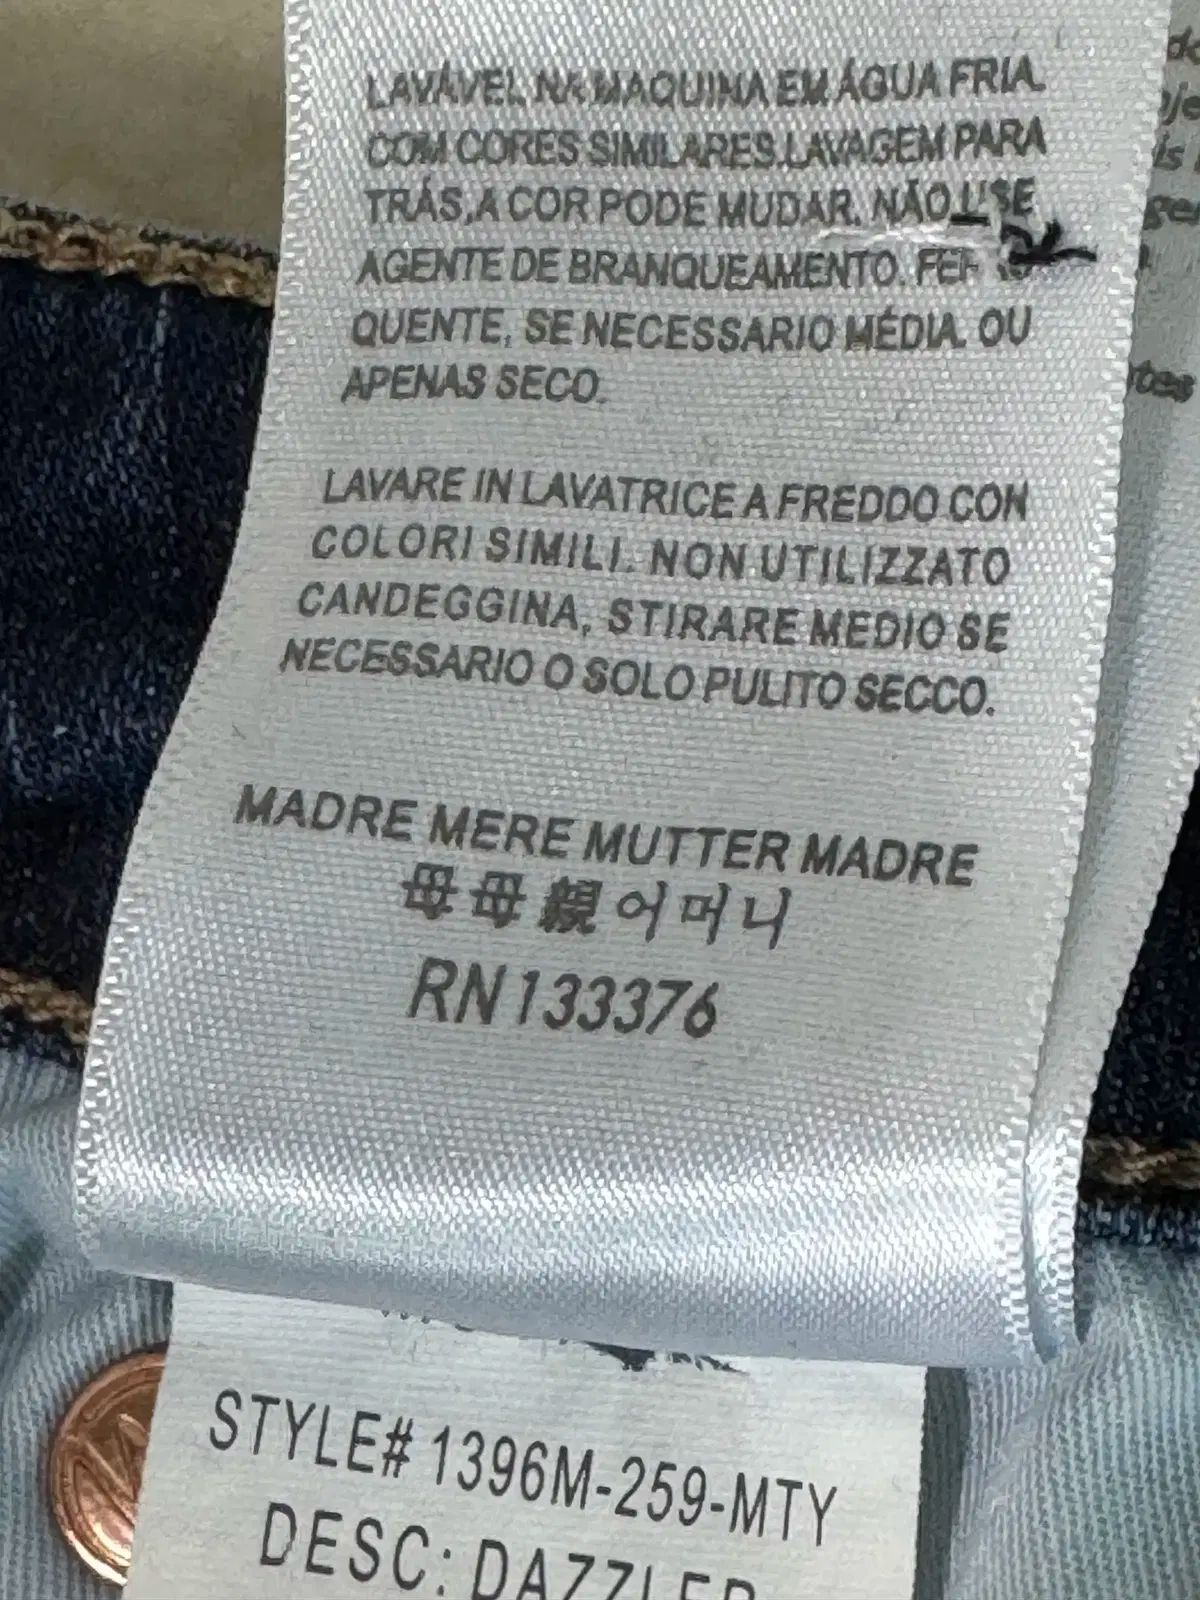 LAVÁVEL NA MAQUINA EM ÁGUA FRIA.
COM CORES SIMILARES.LAVAGEM PARA
TRÁS,A COR PODE MUDAR. NÃO USE
AGENTE DE BRANQUEAMENTO.
QUENTE, SE NECESSARIO MÉDIA. OU
APENAS SECO.
LAVARE IN LAVATRICE A FREDDO CON
COLORI SIMILI. NON UTILIZZATO
CANDEGGINA, STIRARE MEDIO SE
NECESSARIO O SOLO PULITO SECCO.
MADRE MERE MUTTER MADRE
母 母 親 어 머 니
RN 133376
STYLE# 1396M-259-MTY
DESC: DAZZLER